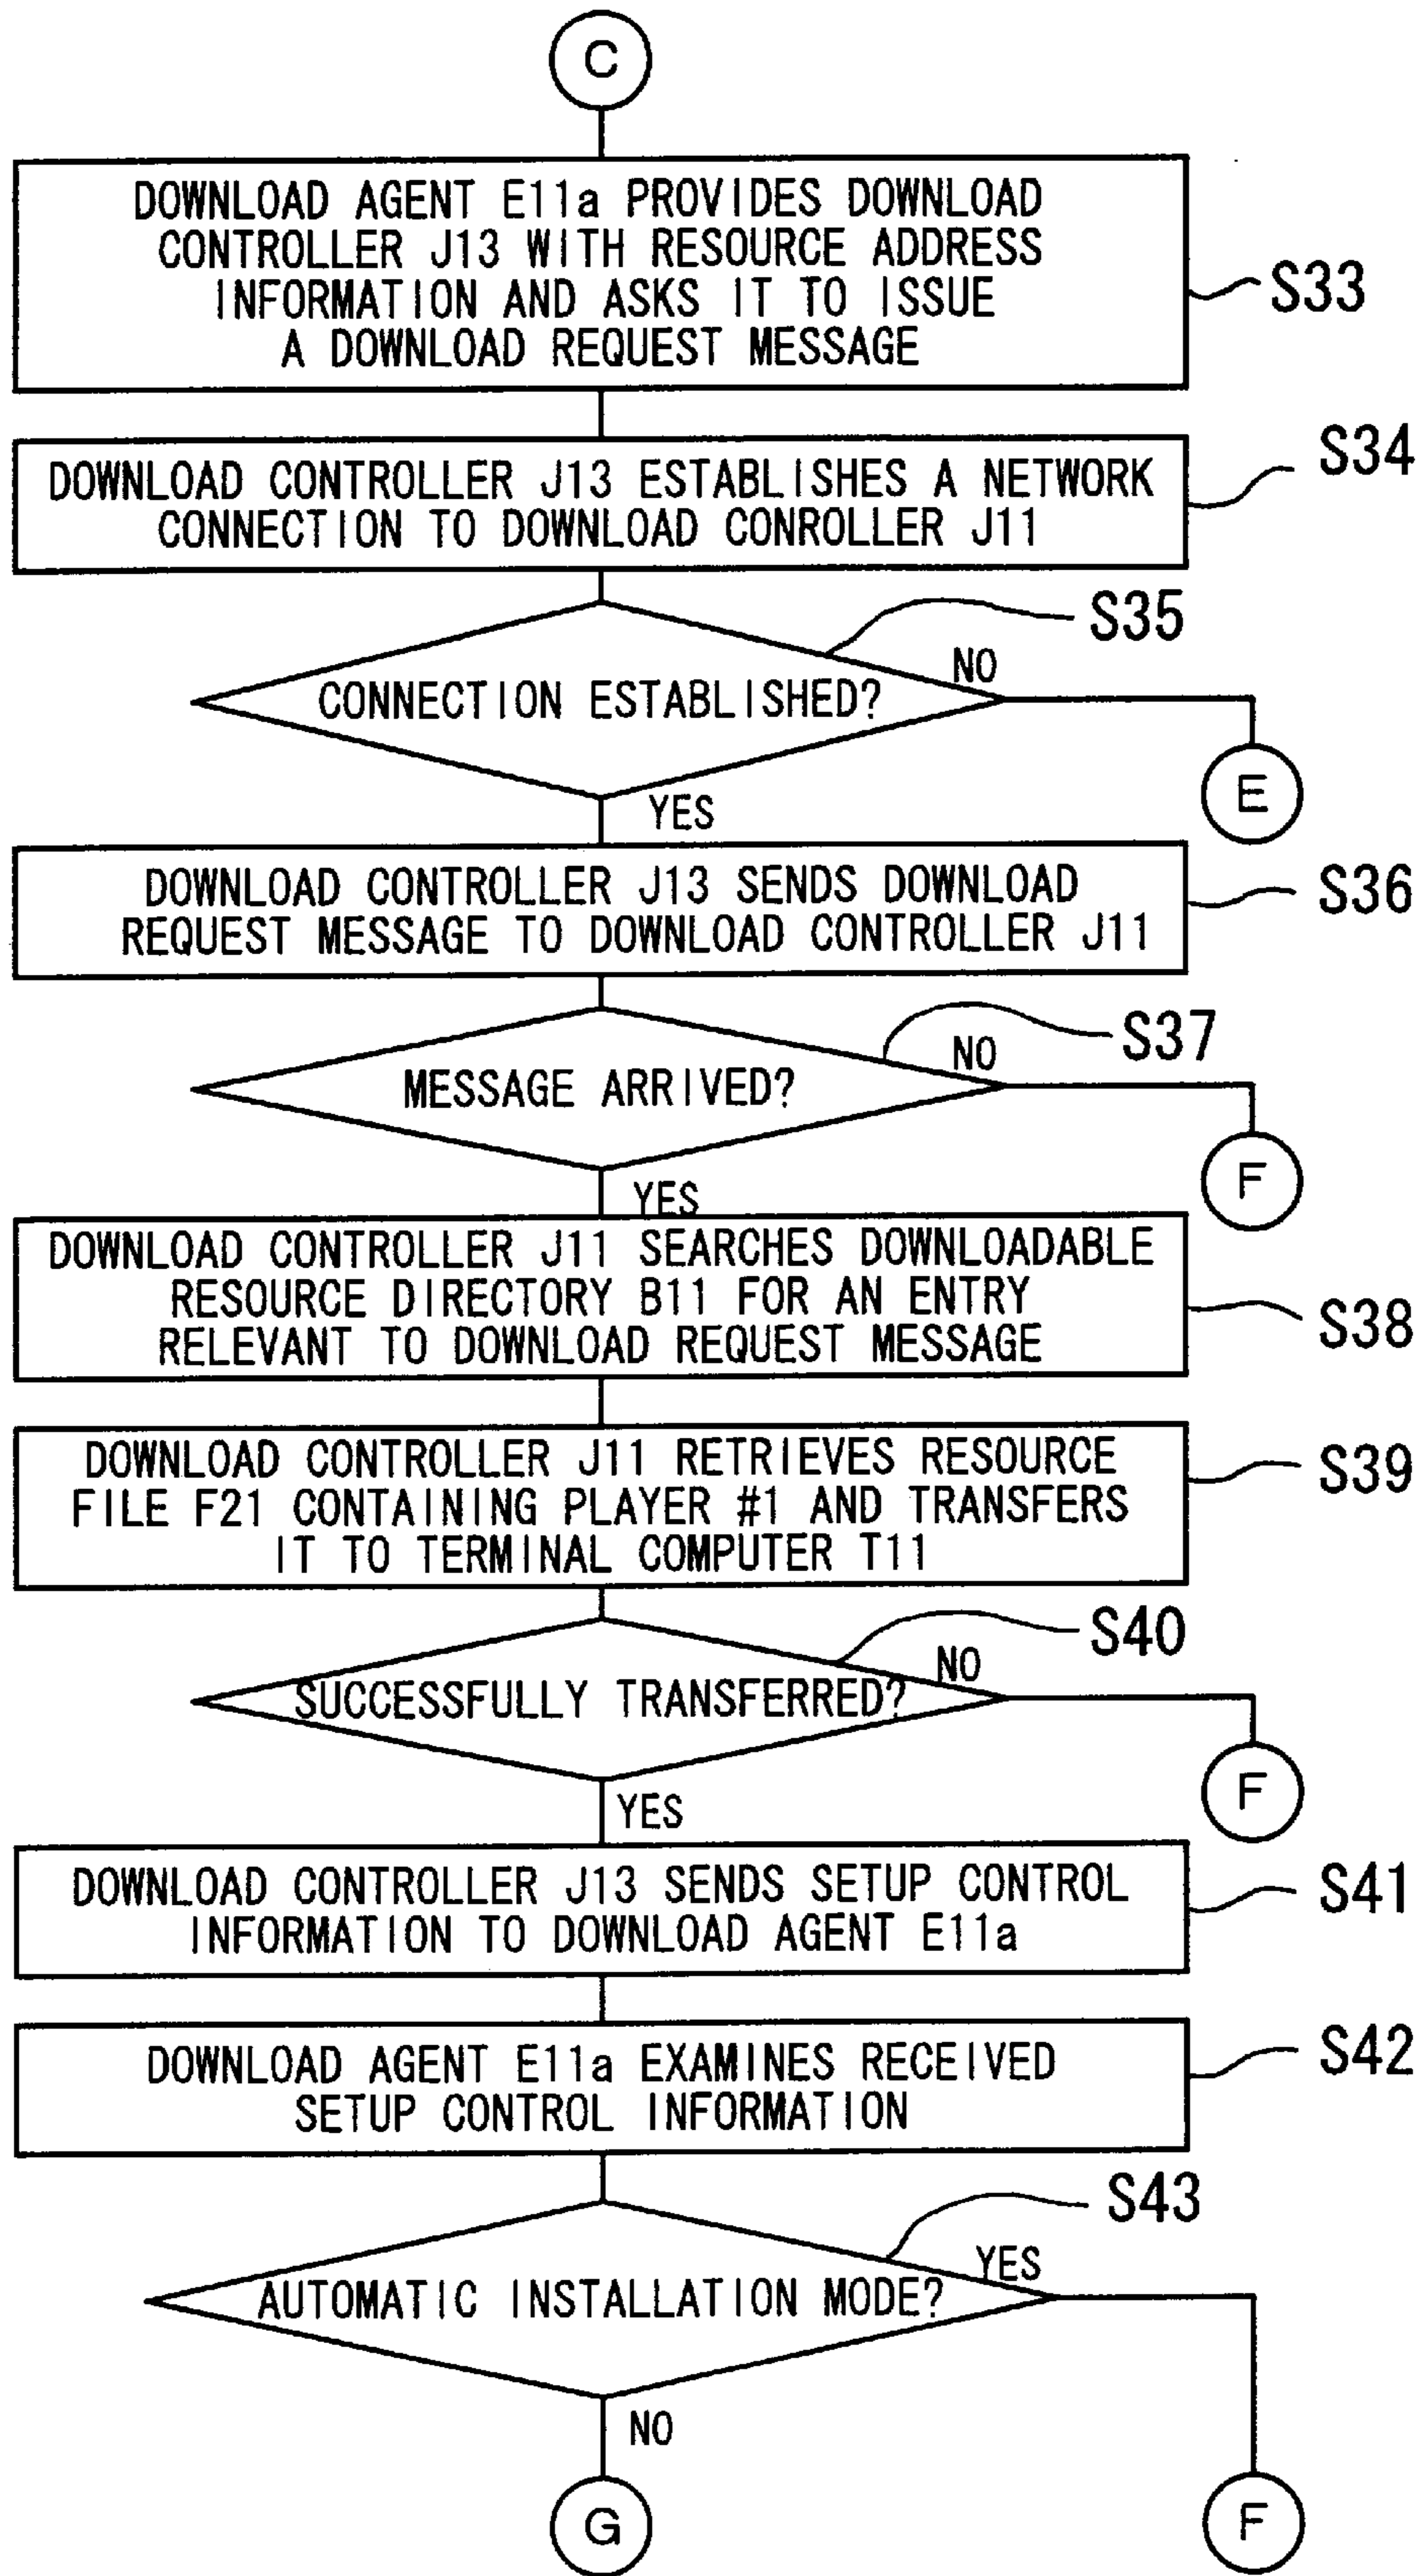 C
DOWNLOAD AGENT E11a PROVIDES DOWNLOAD
CONTROLLER J13 WITH RESOURCE ADDRESS
INFORMATION AND ASKS IT TO ISSUE
A DOWNLOAD REQUEST MESSAGE
S33
DOWNLOAD CONTROLLER J13 ESTABLISHES A NETWORK
CONNECTION TO DOWNLOAD CONROLLER J11
S34
CONNECTION ESTABLISHED?
S35
NO
E
YES
DOWNLOAD CONTROLLER J13 SENDS DOWNLOAD
REQUEST MESSAGE TO DOWNLOAD CONTROLLER J11
S36
MESSAGE ARRIVED?
S37
NO
F
YES
DOWNLOAD CONTROLLER J11 SEARCHES DOWNLOADABLE
RESOURCE DIRECTORY B11 FOR AN ENTRY
RELEVANT TO DOWNLOAD REQUEST MESSAGE
S38
DOWNLOAD CONTROLLER J11 RETRIEVES RESOURCE
FILE F21 CONTAINING PLAYER #1 AND TRANSFERS
IT TO TERMINAL COMPUTER T11
S39
SUCCESSFULLY TRANSFERRED?
S40
NO
F
YES
DOWNLOAD CONTROLLER J13 SENDS SETUP CONTROL
INFORMATION TO DOWNLOAD AGENT E11a
S41
DOWNLOAD AGENT E11a EXAMINES RECEIVED
SETUP CONTROL INFORMATION
S42
AUTOMATIC INSTALLATION MODE?
S43
YES
NO
G
F